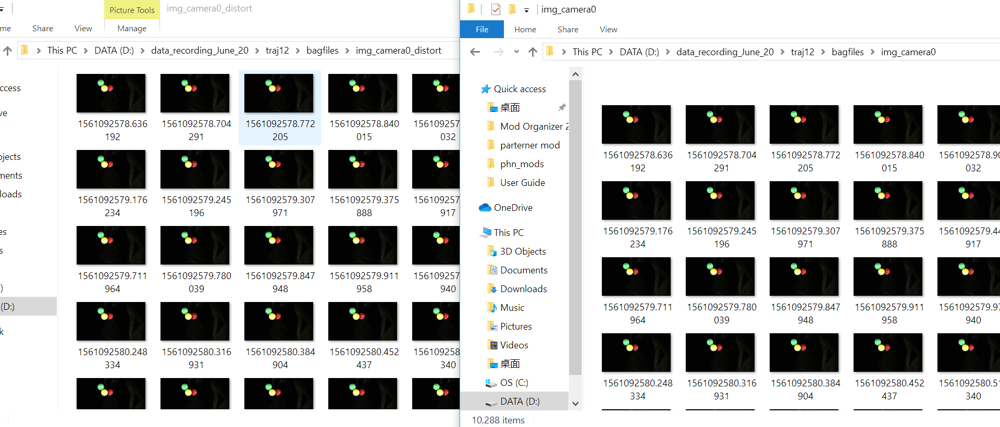 Picture Tools
img_camera0_distort
me
Share
View
Manage
This PC
DATA (D:)
data_recording_June_20
traj12
bagfiles
img_camera0_distort
ccess
ve
bjects
ments
loads
es
s
)
(D:)
k
1561092578.636
192
1561092578.704
291
1561092578.772
205
1561092578.840
015
156109257
032
1561092579.176
234
1561092579.245
196
1561092579.307
971
1561092579.375
888
156109257
917
1561092579.711
964
1561092579.780
039
1561092579.847
948
1561092579.911
958
156109257
940
1561092580.248
334
1561092580.316
931
1561092580.384
904
1561092580.452
437
156109258
340
img_camera0
File
Home
Share
View
This PC
DATA (D:)
data_recording_June_20
traj12
bagfiles
img_camera0
Quick access
桌面
Mod Organizer 2
parterner mod
phn_mods
User Guide
OneDrive
This PC
3D Objects
Documents
Downloads
Music
Pictures
Videos
桌面
OS (C:)
DATA (D:)
10,288 items
1561092578.636
192
1561092578.704
291
1561092578.772
205
1561092578.840
015
1561092578.90
032
1561092579.176
234
1561092579.245
196
1561092579.307
971
1561092579.375
888
1561092579.44
917
1561092579.711
964
1561092579.780
039
1561092579.847
948
1561092579.911
958
1561092579.97
940
1561092580.248
334
1561092580.316
931
1561092580.384
904
1561092580.452
437
1561092580.51
340